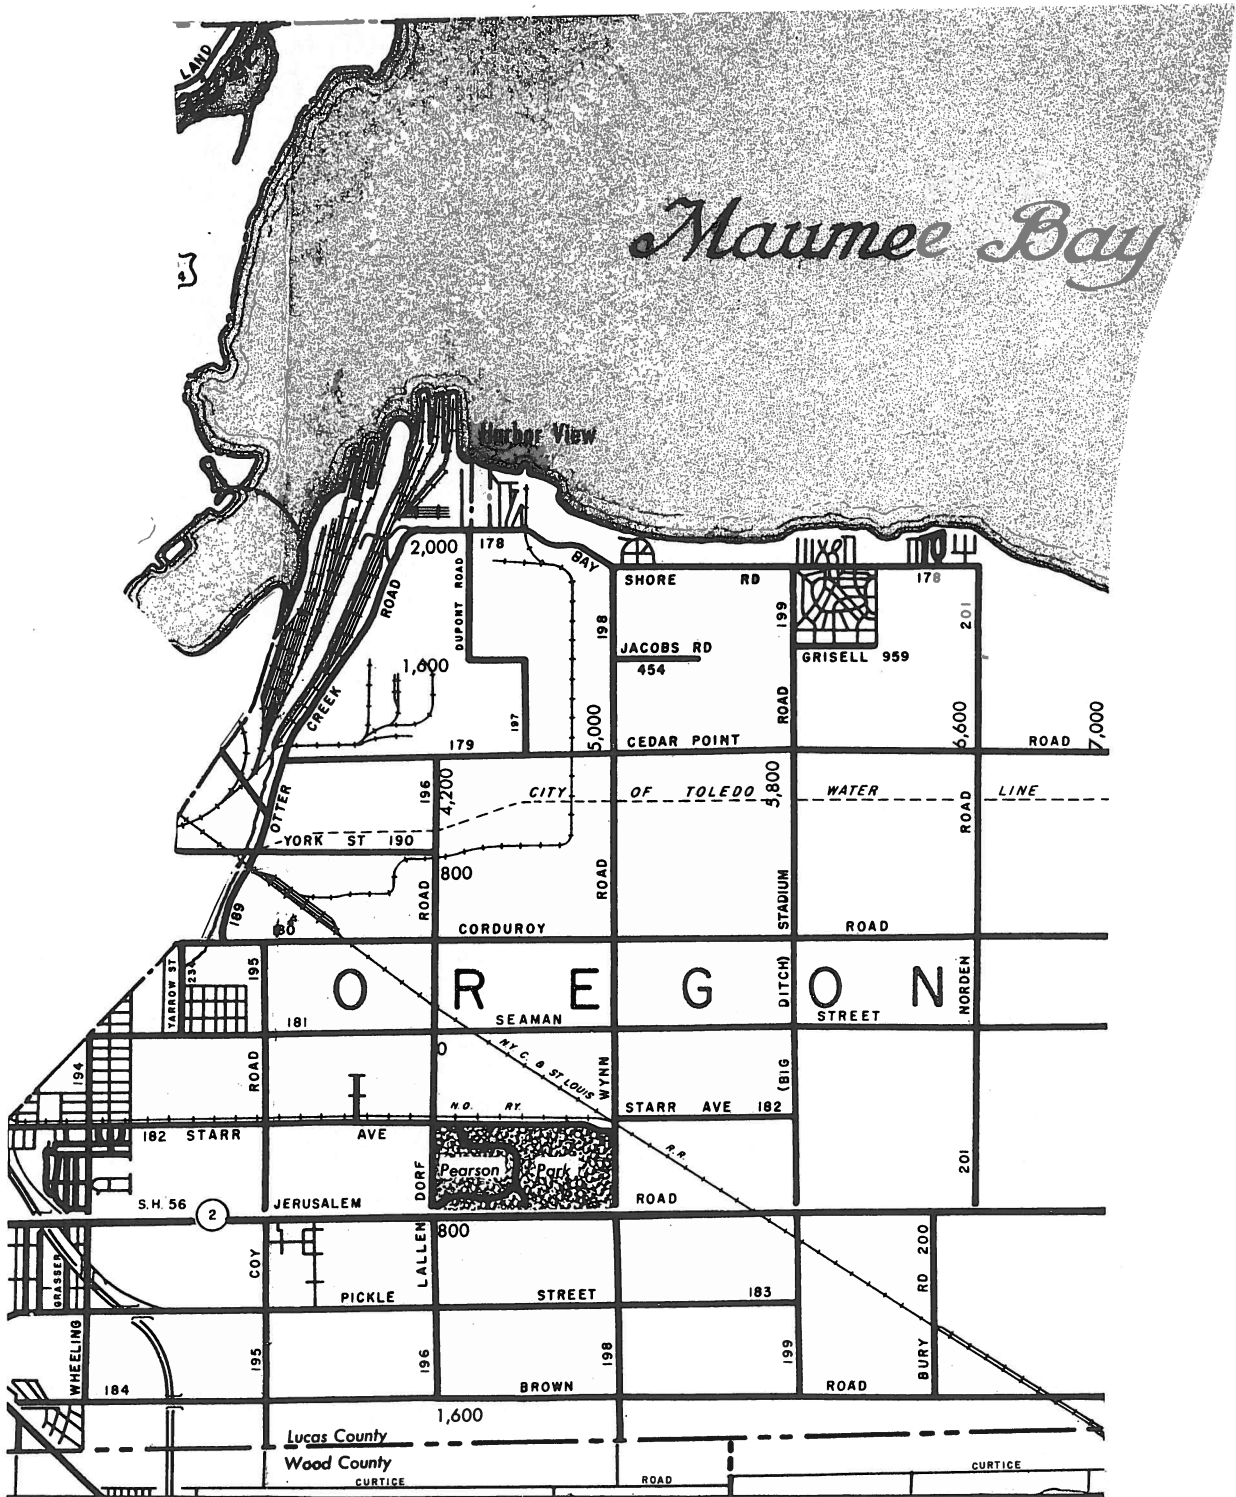 LAND
Maumee Bay
4
Harbor View
2,000
178
BAY
SHORE RD
178
ROAD
DUPONT ROAD
198
199
201
JACOBS RD
454
GRISELL 959
1,600
CREEK
197
179
5,000
ROAD
6,600
7,000
CEDAR POINT
ROAD
OTTER
196
4,200
CITY OF TOLEDO WATER LINE
5,800
YORK ST 190
800
ROAD
ROAD
STADIUM
ROAD
189
CORDUROY
ROAD
YARROW ST
234
195
OREGON
DITCH)
NORDEN
181
SEAMAN
STREET
194
ROAD
0
NY C. & ST LOUIS
WYNN
(BIG
N.O. RY.
STARR AVE 182
182 STARR AVE
R.R.
201
Pearson Park
DORF
S.H. 56
2
JERUSALEM
ROAD
800
GRASSER
COY
LALLEN
BURY RD 200
PICKLE
STREET
183
WHEELING
195
196
198
199
184
BROWN
ROAD
1,600
Lucas County
Wood County
CURTICE
ROAD
CURTICE